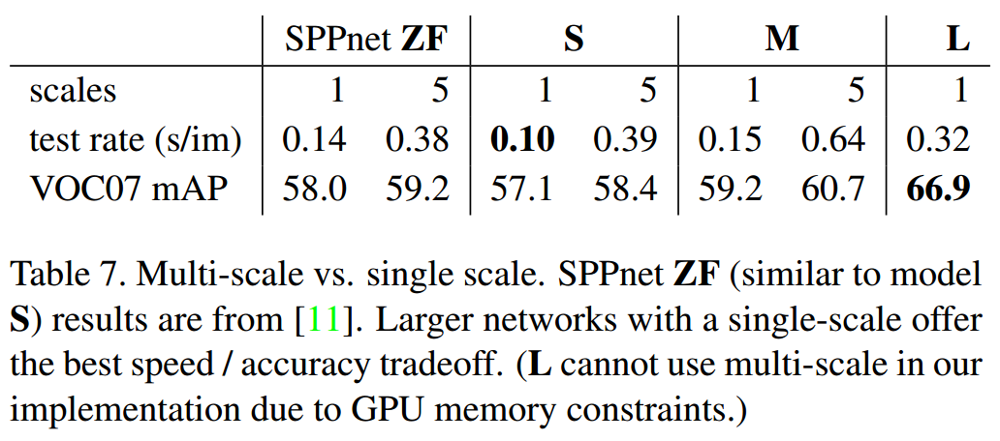 SPPnet ZF S M L
scales 1 5 1 5 1 5 1
test rate (s/im) 0.14 0.38 0.10 0.39 0.15 0.64 0.32
VOC07 mAP 58.0 59.2 57.1 58.4 59.2 60.7 66.9
Table 7. Multi-scale vs. single scale. SPPnet ZF (similar to model
S) results are from [11]. Larger networks with a single-scale offer
the best speed / accuracy tradeoff. (L cannot use multi-scale in our
implementation due to GPU memory constraints.)